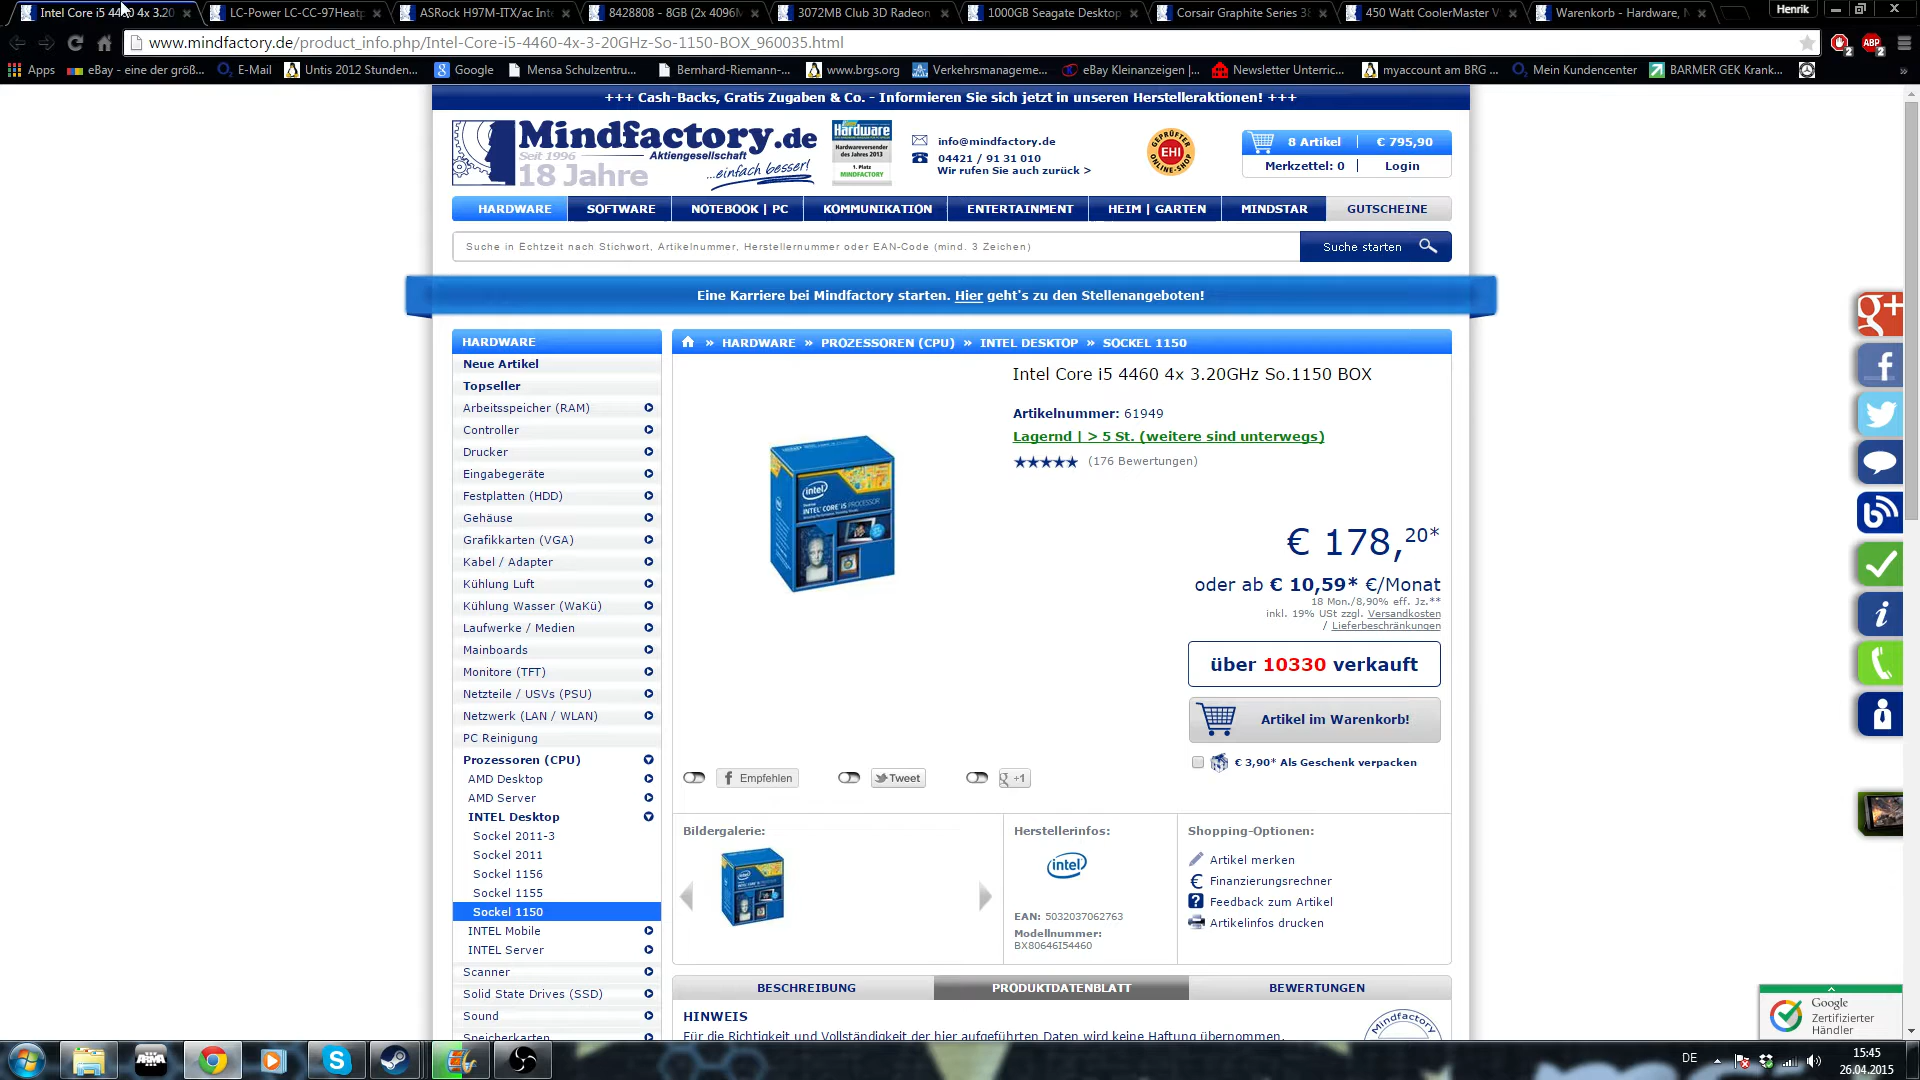 Intel Core i5 4460 4x 3.20
LC-Power LC-CC-97Heatp
ASRock H97M-ITX/ac Int
8428808 - 8GB (2x 4096M
3072MB Club 3D Radeon
1000GB Seagate Desktop
Corsair Graphite Series 38
450 Watt CoolerMaster V
Warenkorb - Hardware, N
Henrik
www.mindfactory.de/product_info.php/Intel-Core-i5-4460-4x-3-20GHz-So-1150-BOX_960035.html
Apps
eBay - eine der größ...
E-Mail
Untis 2012 Stunden...
Google
Mensa Schulzentru...
Bernhard-Riemann-...
www.brgs.org
Verkehrsmanageme...
eBay Kleinanzeigen |...
Newsletter Unterric...
myaccount am BRG ...
Mein Kundencenter
BARMER GEK Krank...
»
+++ Cash-Backs, Gratis Zugaben & Co. - Informieren Sie sich jetzt in unseren Herstelleraktionen! +++
Mindfactory.de
Seit 1996
Aktiengesellschaft
18 Jahre
...einfach besser!
Hardware
Hardwareversender
des Jahres 2013
1. Platz
MINDFACTORY
info@mindfactory.de
04421 / 91 31 010
Wir rufen Sie auch zurück >
GEPRÜFTER
EHI
ONLINE-SHOP
8 Artikel | € 795,90
Merkzettel: 0 | Login
HARDWARE
SOFTWARE
NOTEBOOK | PC
KOMMUNIKATION
ENTERTAINMENT
HEIM | GARTEN
MINDSTAR
GUTSCHEINE
Suche in Echtzeit nach Stichwort, Artikelnummer, Herstellernummer oder EAN-Code (mind. 3 Zeichen)
Suche starten
Eine Karriere bei Mindfactory starten. Hier geht's zu den Stellenangeboten!
HARDWARE
Neue Artikel
Topseller
Arbeitsspeicher (RAM)
Controller
Drucker
Eingabegeräte
Festplatten (HDD)
Gehäuse
Grafikkarten (VGA)
Kabel / Adapter
Kühlung Luft
Kühlung Wasser (WaKü)
Laufwerke / Medien
Mainboards
Monitore (TFT)
Netzteile / USVs (PSU)
Netzwerk (LAN / WLAN)
PC Reinigung
Prozessoren (CPU)
AMD Desktop
AMD Server
INTEL Desktop
Sockel 2011-3
Sockel 2011
Sockel 1156
Sockel 1155
Sockel 1150
INTEL Mobile
INTEL Server
Scanner
Solid State Drives (SSD)
Sound
Speicherkarten
» HARDWARE » PROZESSOREN (CPU) » INTEL DESKTOP » SOCKEL 1150
Intel Core i5 4460 4x 3.20GHz So.1150 BOX
Artikelnummer: 61949
Lagernd | > 5 St. (weitere sind unterwegs)
(176 Bewertungen)
€ 178,20*
oder ab € 10,59* €/Monat
18 Mon./8,90% eff. Jz.**
inkl. 19% USt zzgl. Versandkosten
/ Lieferbeschränkungen
über 10330 verkauft
Artikel im Warenkorb!
€ 3,90* Als Geschenk verpacken
Empfehlen
Tweet
+1
Bildergalerie:
Herstellerinfos:
intel
EAN: 5032037062763
Modellnummer:
BX80646I54460
Shopping-Optionen:
Artikel merken
Finanzierungsrechner
Feedback zum Artikel
Artikelinfos drucken
BESCHREIBUNG
PRODUKTDATENBLATT
BEWERTUNGEN
HINWEIS
Für die Richtigkeit und Vollständigkeit der hier aufgeführten Daten wird keine Haftung übernommen.
Mindfactory
Google
Zertifizierter
Händler
ARMA
DE
15:45
26.04.2015